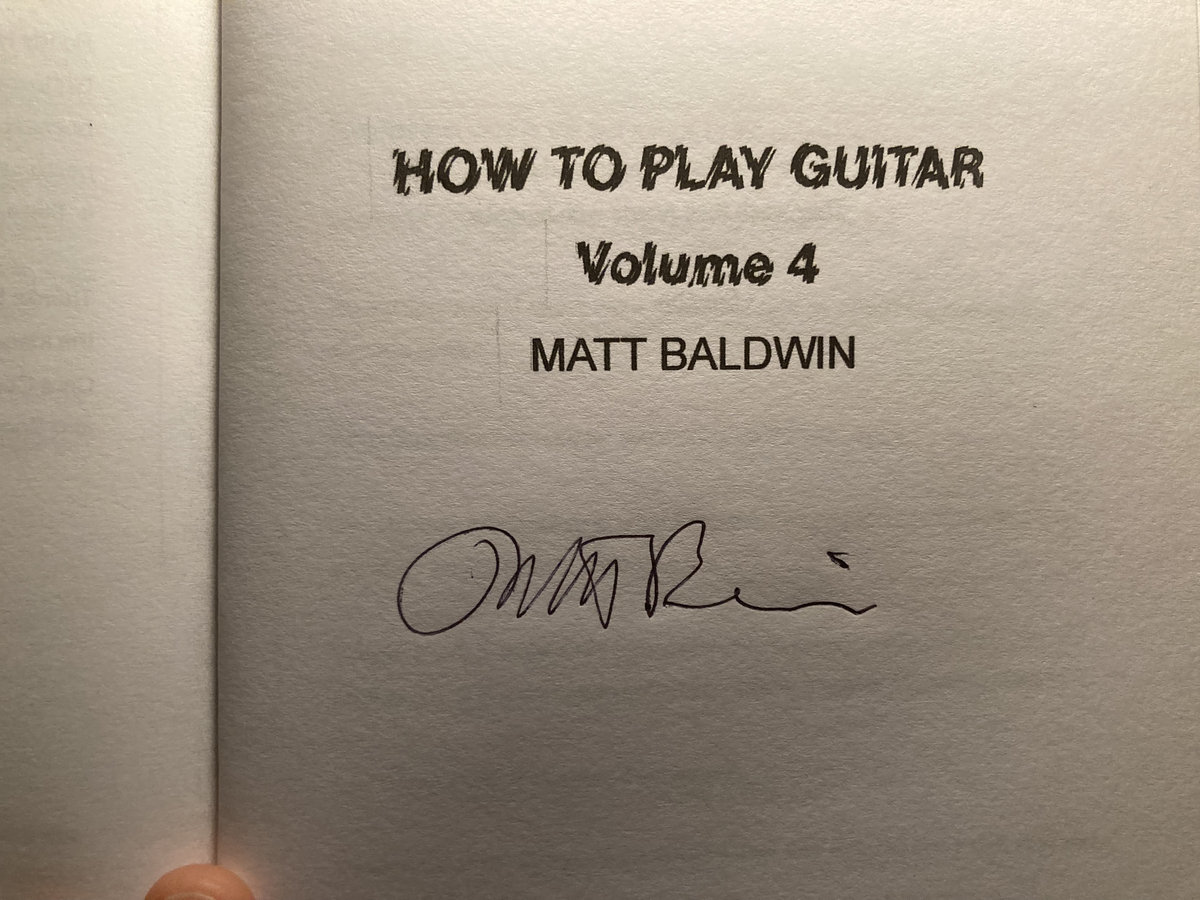 HOW TO PLAY GUITAR
Volume 4
MATT BALDWIN